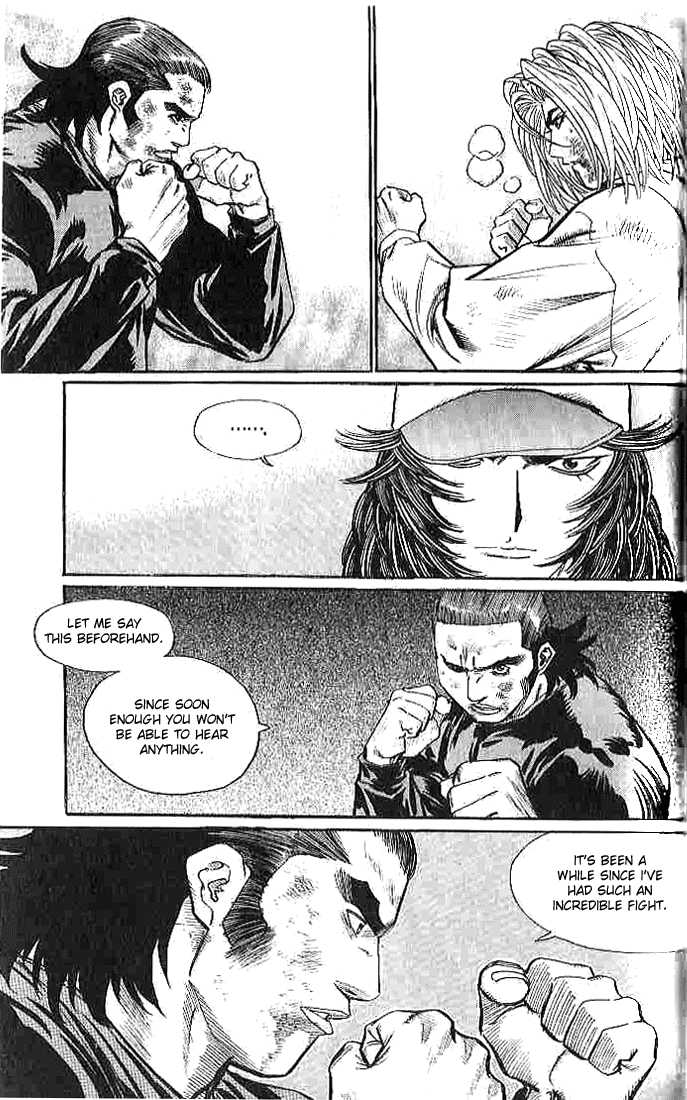 ......
LET ME SAY
THIS BEFOREHAND.
SINCE SOON
ENOUGH YOU WON'T
BE ABLE TO HEAR
ANYTHING.
IT'S BEEN A
WHILE SINCE I'VE
HAD SUCH AN
INCREDIBLE FIGHT.